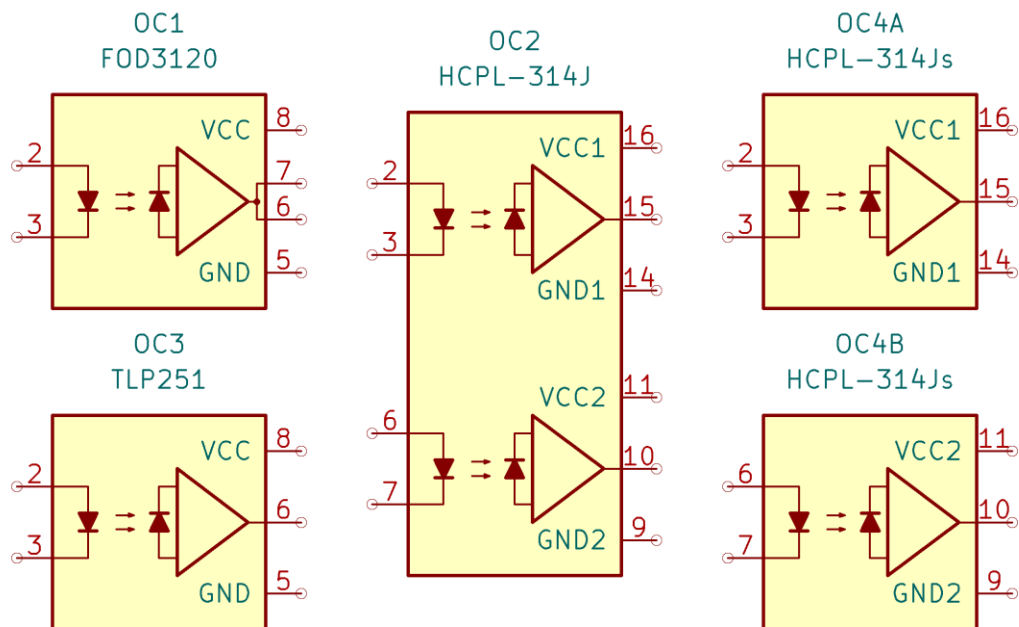 OC1
FOD3120
2
3
VCC
8
7
6
GND
5
OC2
HCPL-314J
2
3
VCC1
16
15
GND1
14
6
7
VCC2
11
10
GND2
9
OC4A
HCPL-314Js
2
3
VCC1
16
15
GND1
14
OC3
TLP251
2
3
VCC
8
6
GND
5
OC4B
HCPL-314Js
6
7
VCC2
11
10
GND2
9